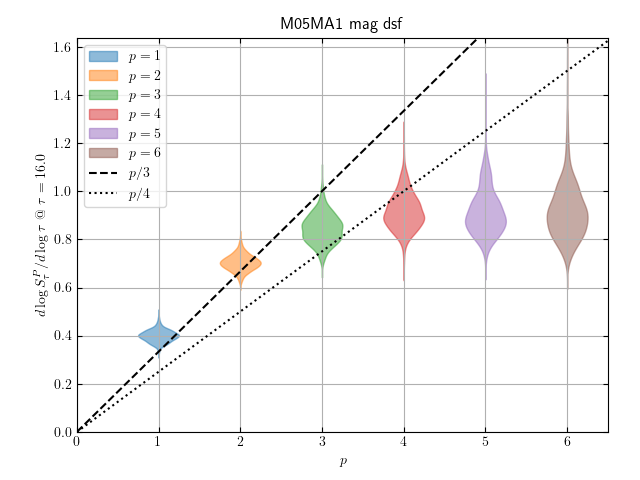 M05MA1 mag dsf
d log S_τ^P / d log τ @ τ = 16.0
1.6
1.4
1.2
1.0
0.8
0.6
0.4
0.2
0.0
p = 1
p = 2
p = 3
p = 4
p = 5
p = 6
p/3
p/4
0 1 2 3 4 5 6
p